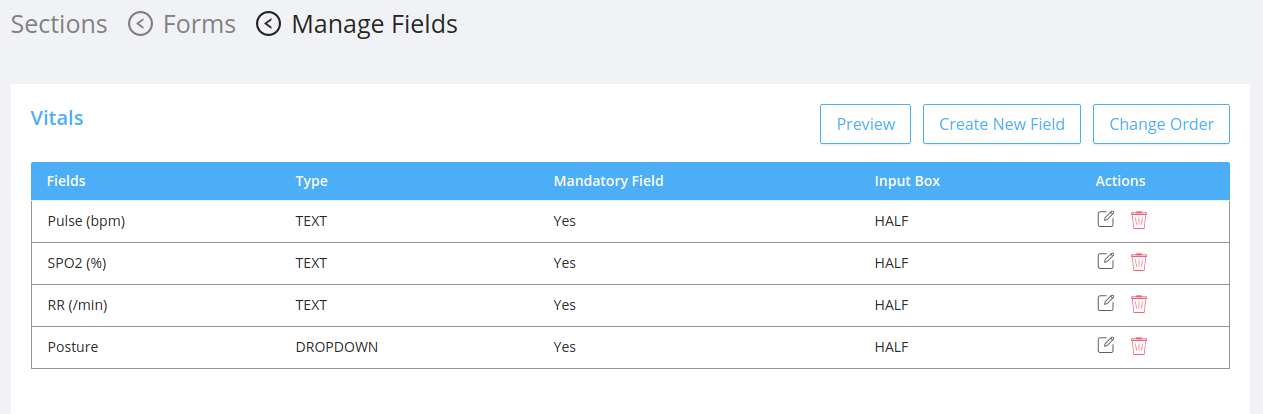 Sections Forms Manage Fields
Vitals
Preview Create New Field Change Order
Fields Type Mandatory Field Input Box Actions
Pulse (bpm) TEXT Yes HALF
SPO2 (%) TEXT Yes HALF
RR (/min) TEXT Yes HALF
Posture DROPDOWN Yes HALF